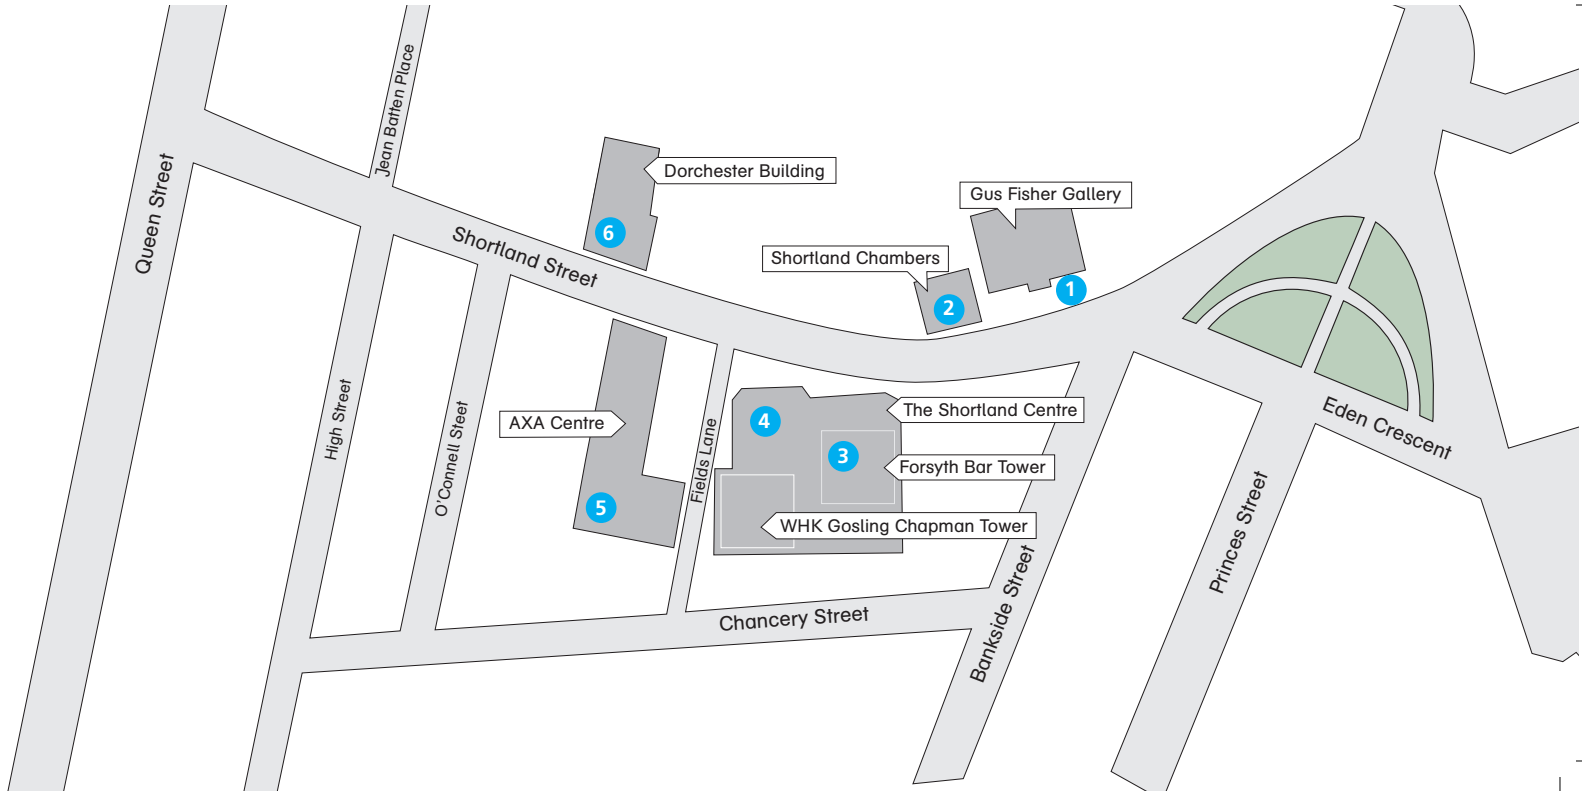 Jean Batten Place
Queen Street
Dorchester Building
6
Gus Fisher Gallery
Shortland Street
Shortland Chambers
1
2
High Street
O'Connell Steet
AXA Centre
Fields Lane
4
The Shortland Centre
3
Forsyth Bar Tower
5
WHK Gosling Chapman Tower
Eden Crescent
Princes Street
Chancery Street
Bankside Street